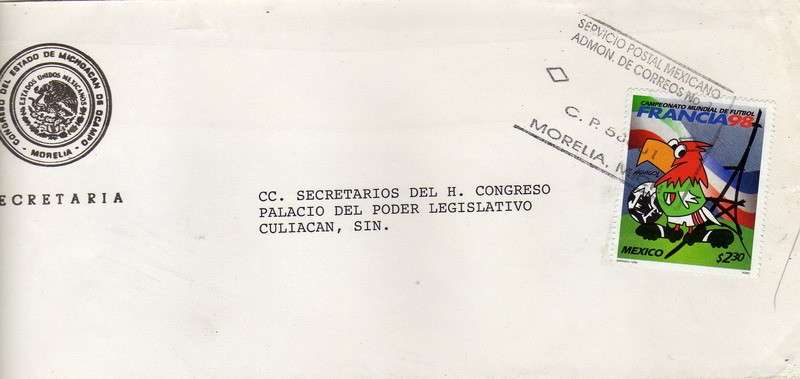 CONGRESO DEL ESTADO DE MICHOACAN DE OCAMPO
ESTADOS UNIDOS MEXICANOS
- MORELIA -
ECRETARIA
SERVICIO POSTAL MEXICANO
ADMON. DE CORREOS No.
C. P.
MORELIA,
CAMPEONATO MUNDIAL DE FUTBOL
FRANCIA 98
MEXICO
$2.30
CC. SECRETARIOS DEL H. CONGRESO
PALACIO DEL PODER LEGISLATIVO
CULIACAN, SIN.